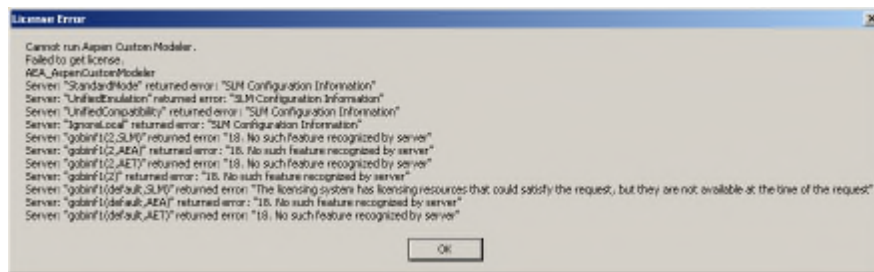 License Error
Cannot run Aspen Custom Modeler.
Failed to get license.
AEA_AspenCustomModeler
Server: "StandardMode" returned error: "SLM Configuration Information"
Server: "UnifiedEmulation" returned error: "SLM Configuration Information"
Server: "UnifiedCompatibility" returned error: "SLM Configuration Information"
Server: "IgnoreLocal" returned error: "SLM Configuration Information"
Server: "gobinf1(2,SLM)" returned error: "18. No such feature recognized by server"
Server: "gobinf1(2,AEA)" returned error: "18. No such feature recognized by server"
Server: "gobinf1(2,AET)" returned error: "18. No such feature recognized by server"
Server: "gobinf1(2)" returned error: "18. No such feature recognized by server"
Server: "gobinf1(default,SLM)" returned error: "The licensing system has licensing resources that could satisfy the request, but they are not available at the time of the request"
Server: "gobinf1(default,AEA)" returned error: "18. No such feature recognized by server"
Server: "gobinf1(default,AET)" returned error: "18. No such feature recognized by server"
OK